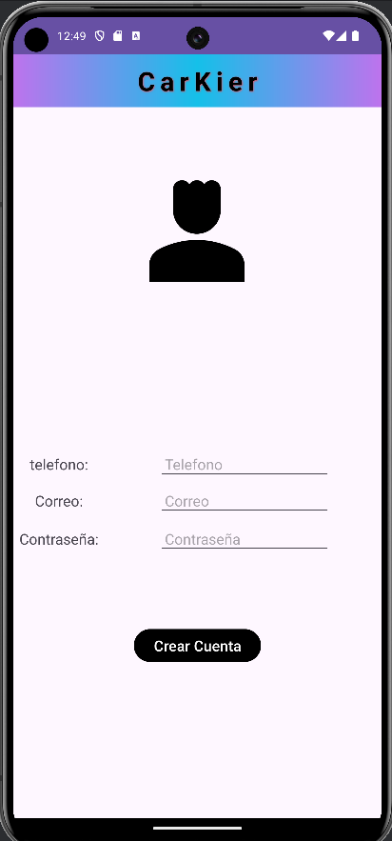 12:49
CarKier
telefono: Telefono
Correo: Correo
Contraseña: Contraseña
Crear Cuenta